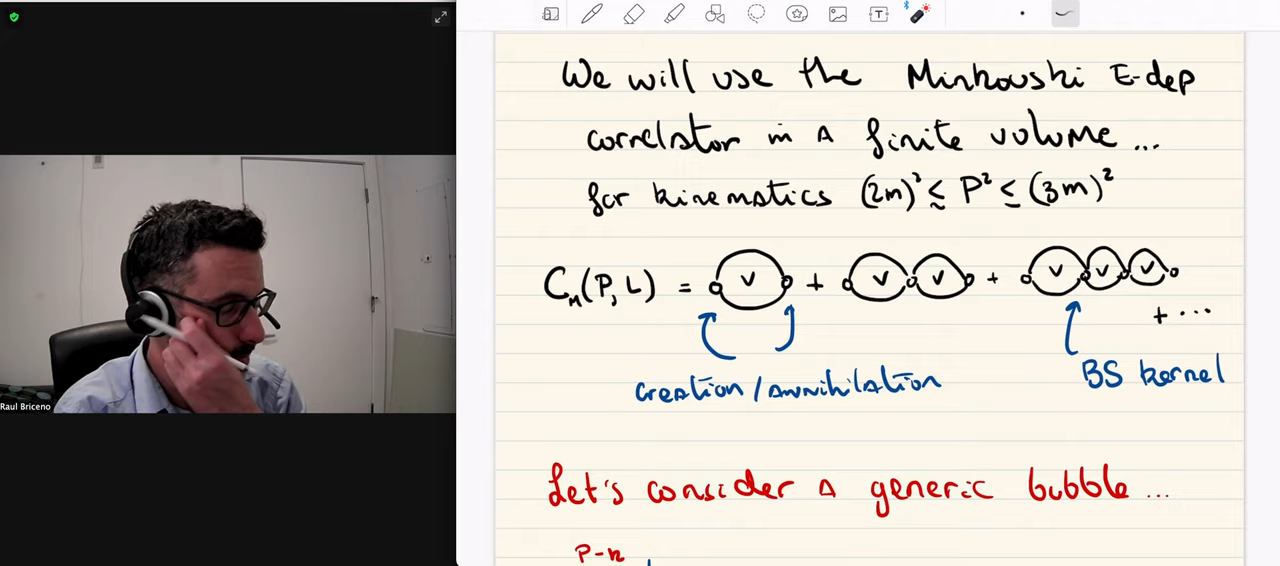 We will use the Minkowski E-dep
correlator in a finite volume ...
for kinematics (2m)² ≲ P² ≤ (3m)²
C_M(P, L) = V + V V + V V V
+ ...
creation/annihilation
BS kernel
Let's consider a generic bubble ...
P-k
Raul Briceno
T